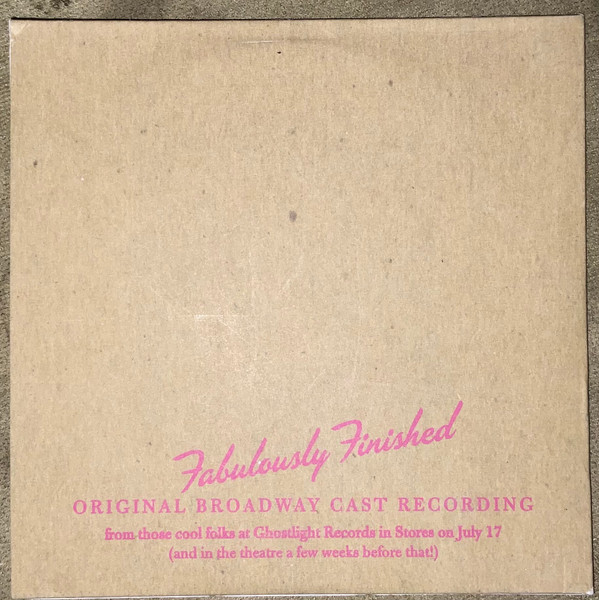 Fabulously Finished
ORIGINAL BROADWAY CAST RECORDING
from those cool folks at Ghostlight Records in Stores on July 17
(and in the theatre a few weeks before that!)